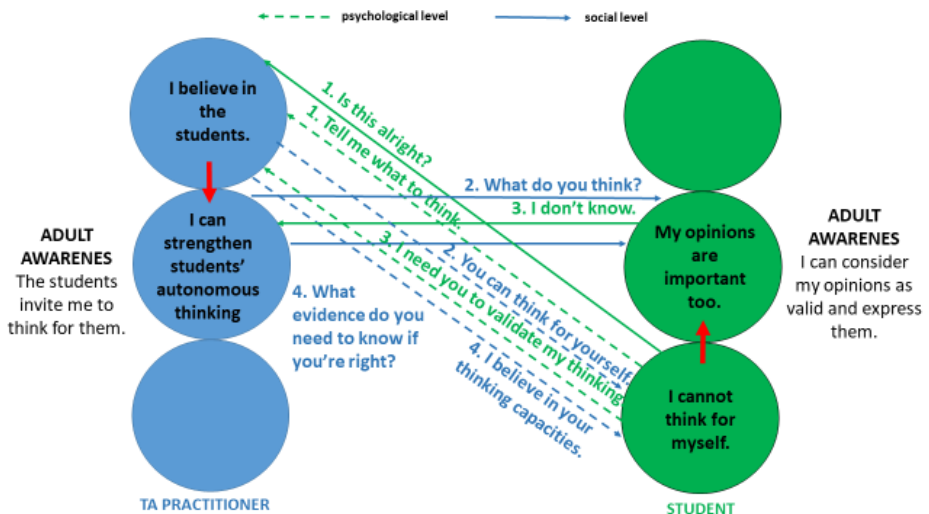 psychological level
social level
I believe in
the
students.
1. Is this alright?
1. Tell me what to think.
2. What do you think?
3. I don't know.
I can
strengthen
students'
autonomous
thinking
My opinions
are
important
too.
ADULT
AWARENES
The students
invite me to
think for them.
ADULT
AWARENES
I can consider
my opinions as
valid and express
them.
2. You can think for yourself.
3. I need you to validate my thinking.
4. What
evidence do you
need to know if
you're right?
4. I believe in your
thinking capacities.
I cannot
think for
myself.
TA PRACTITIONER
STUDENT